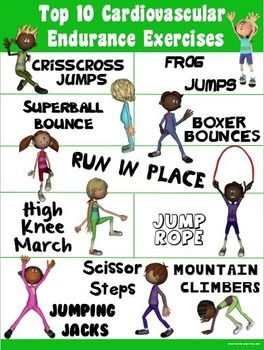 Top 10 Cardiovascular
Endurance Exercises
CRISSCROSS
JUMPS
FROG
JUMPS
SUPERBALL
BOUNCE
BOXER
BOUNCES
RUN IN PLACE
High
Knee
March
JUMP
ROPE
Scissor
Steps
MOUNTAIN
CLIMBERS
JUMPING
JACKS